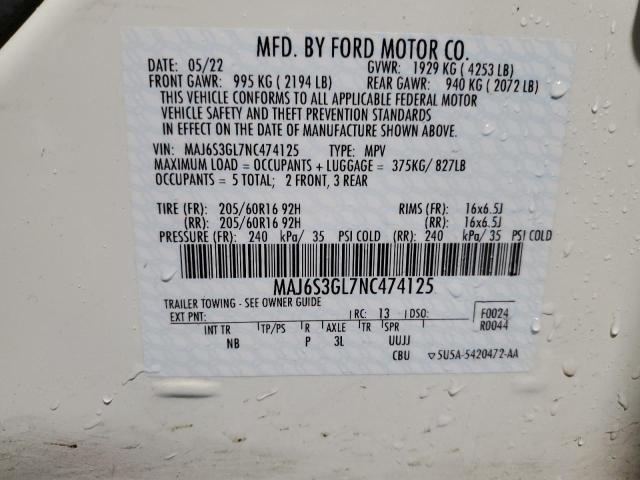 MFD. BY FORD MOTOR CO.
DATE: 05/22 GVWR: 1929 KG ( 4253 LB)
FRONT GAWR: 995 KG ( 2194 LB) REAR GAWR: 940 KG ( 2072 LB)
THIS VEHICLE CONFORMS TO ALL APPLICABLE FEDERAL MOTOR
VEHICLE SAFETY AND THEFT PREVENTION STANDARDS
IN EFFECT ON THE DATE OF MANUFACTURE SHOWN ABOVE.
VIN: MAJ6S3GL7NC474125 TYPE: MPV
MAXIMUM LOAD = OCCUPANTS + LUGGAGE = 375KG/ 827LB
OCCUPANTS = 5 TOTAL; 2 FRONT, 3 REAR
TIRE (FR): 205/60R16 92H RIMS (FR): 16x6.5J
(RR): 205/60R16 92H (RR): 16x6.5J
PRESSURE (FR): 240 kPa/ 35 PSI COLD (RR): 240 kPa/ 35 PSI COLD
MAJ6S3GL7NC474125
TRAILER TOWING - SEE OWNER GUIDE
EXT PNT: RC: 13 DSO: F0024
INT TR TP/PS R AXLE TR SPR R0044
NB P 3L UUJJ
CBU 5U5A-5420472-AA